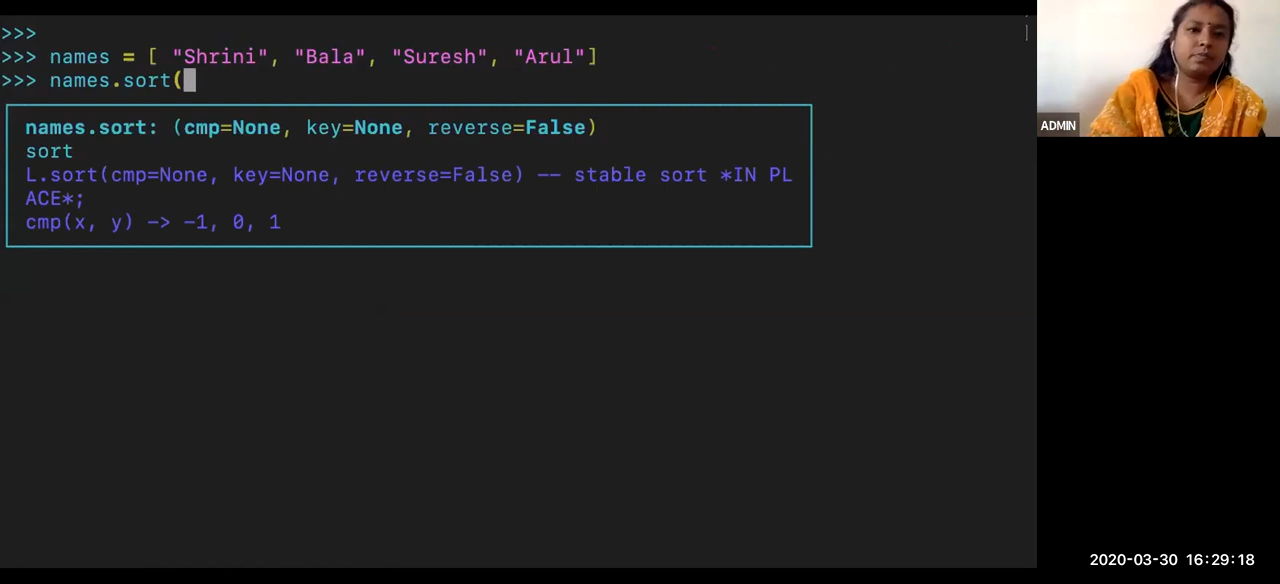 >>>
>>> names = [ "Shrini", "Bala", "Suresh", "Arul"]
>>> names.sort(
names.sort: (cmp=None, key=None, reverse=False)
sort
L.sort(cmp=None, key=None, reverse=False) -- stable sort *IN PL
ACE*;
cmp(x, y) -> -1, 0, 1
ADMIN
2020-03-30 16:29:18